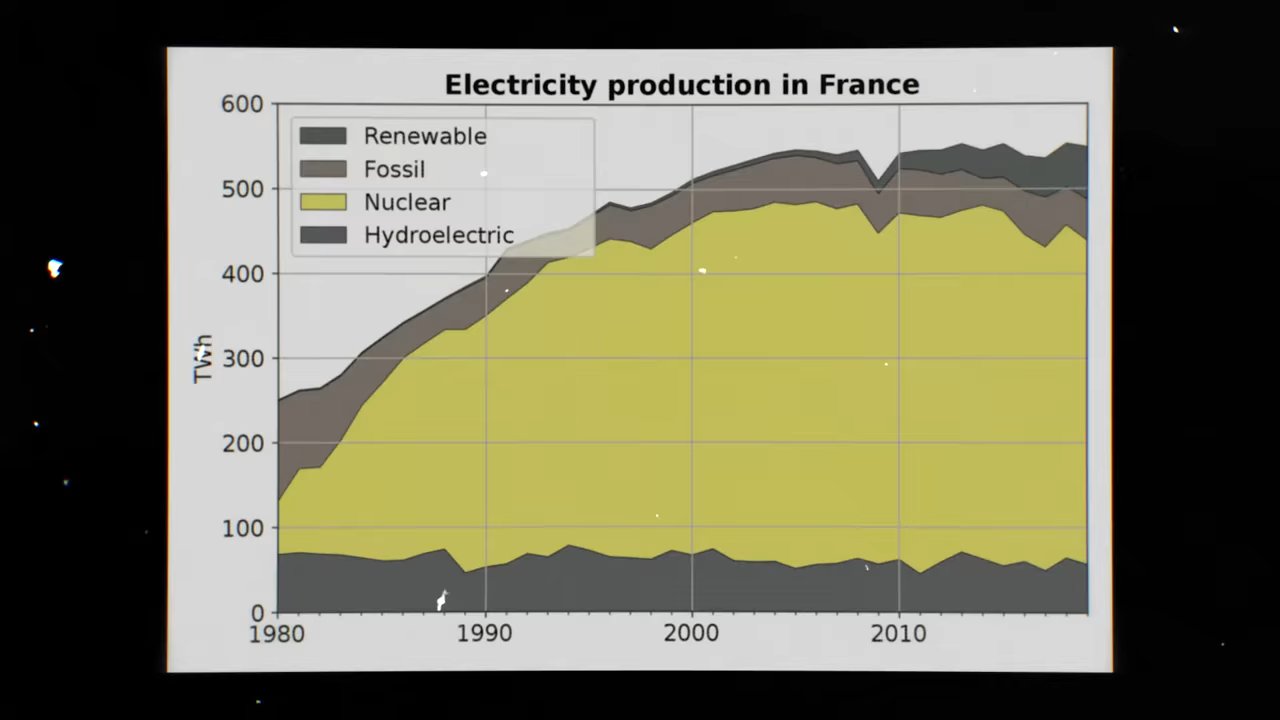 Electricity production in France
Renewable
Fossil
Nuclear
Hydroelectric
TWh
600
500
400
300
200
100
0
1980 1990 2000 2010